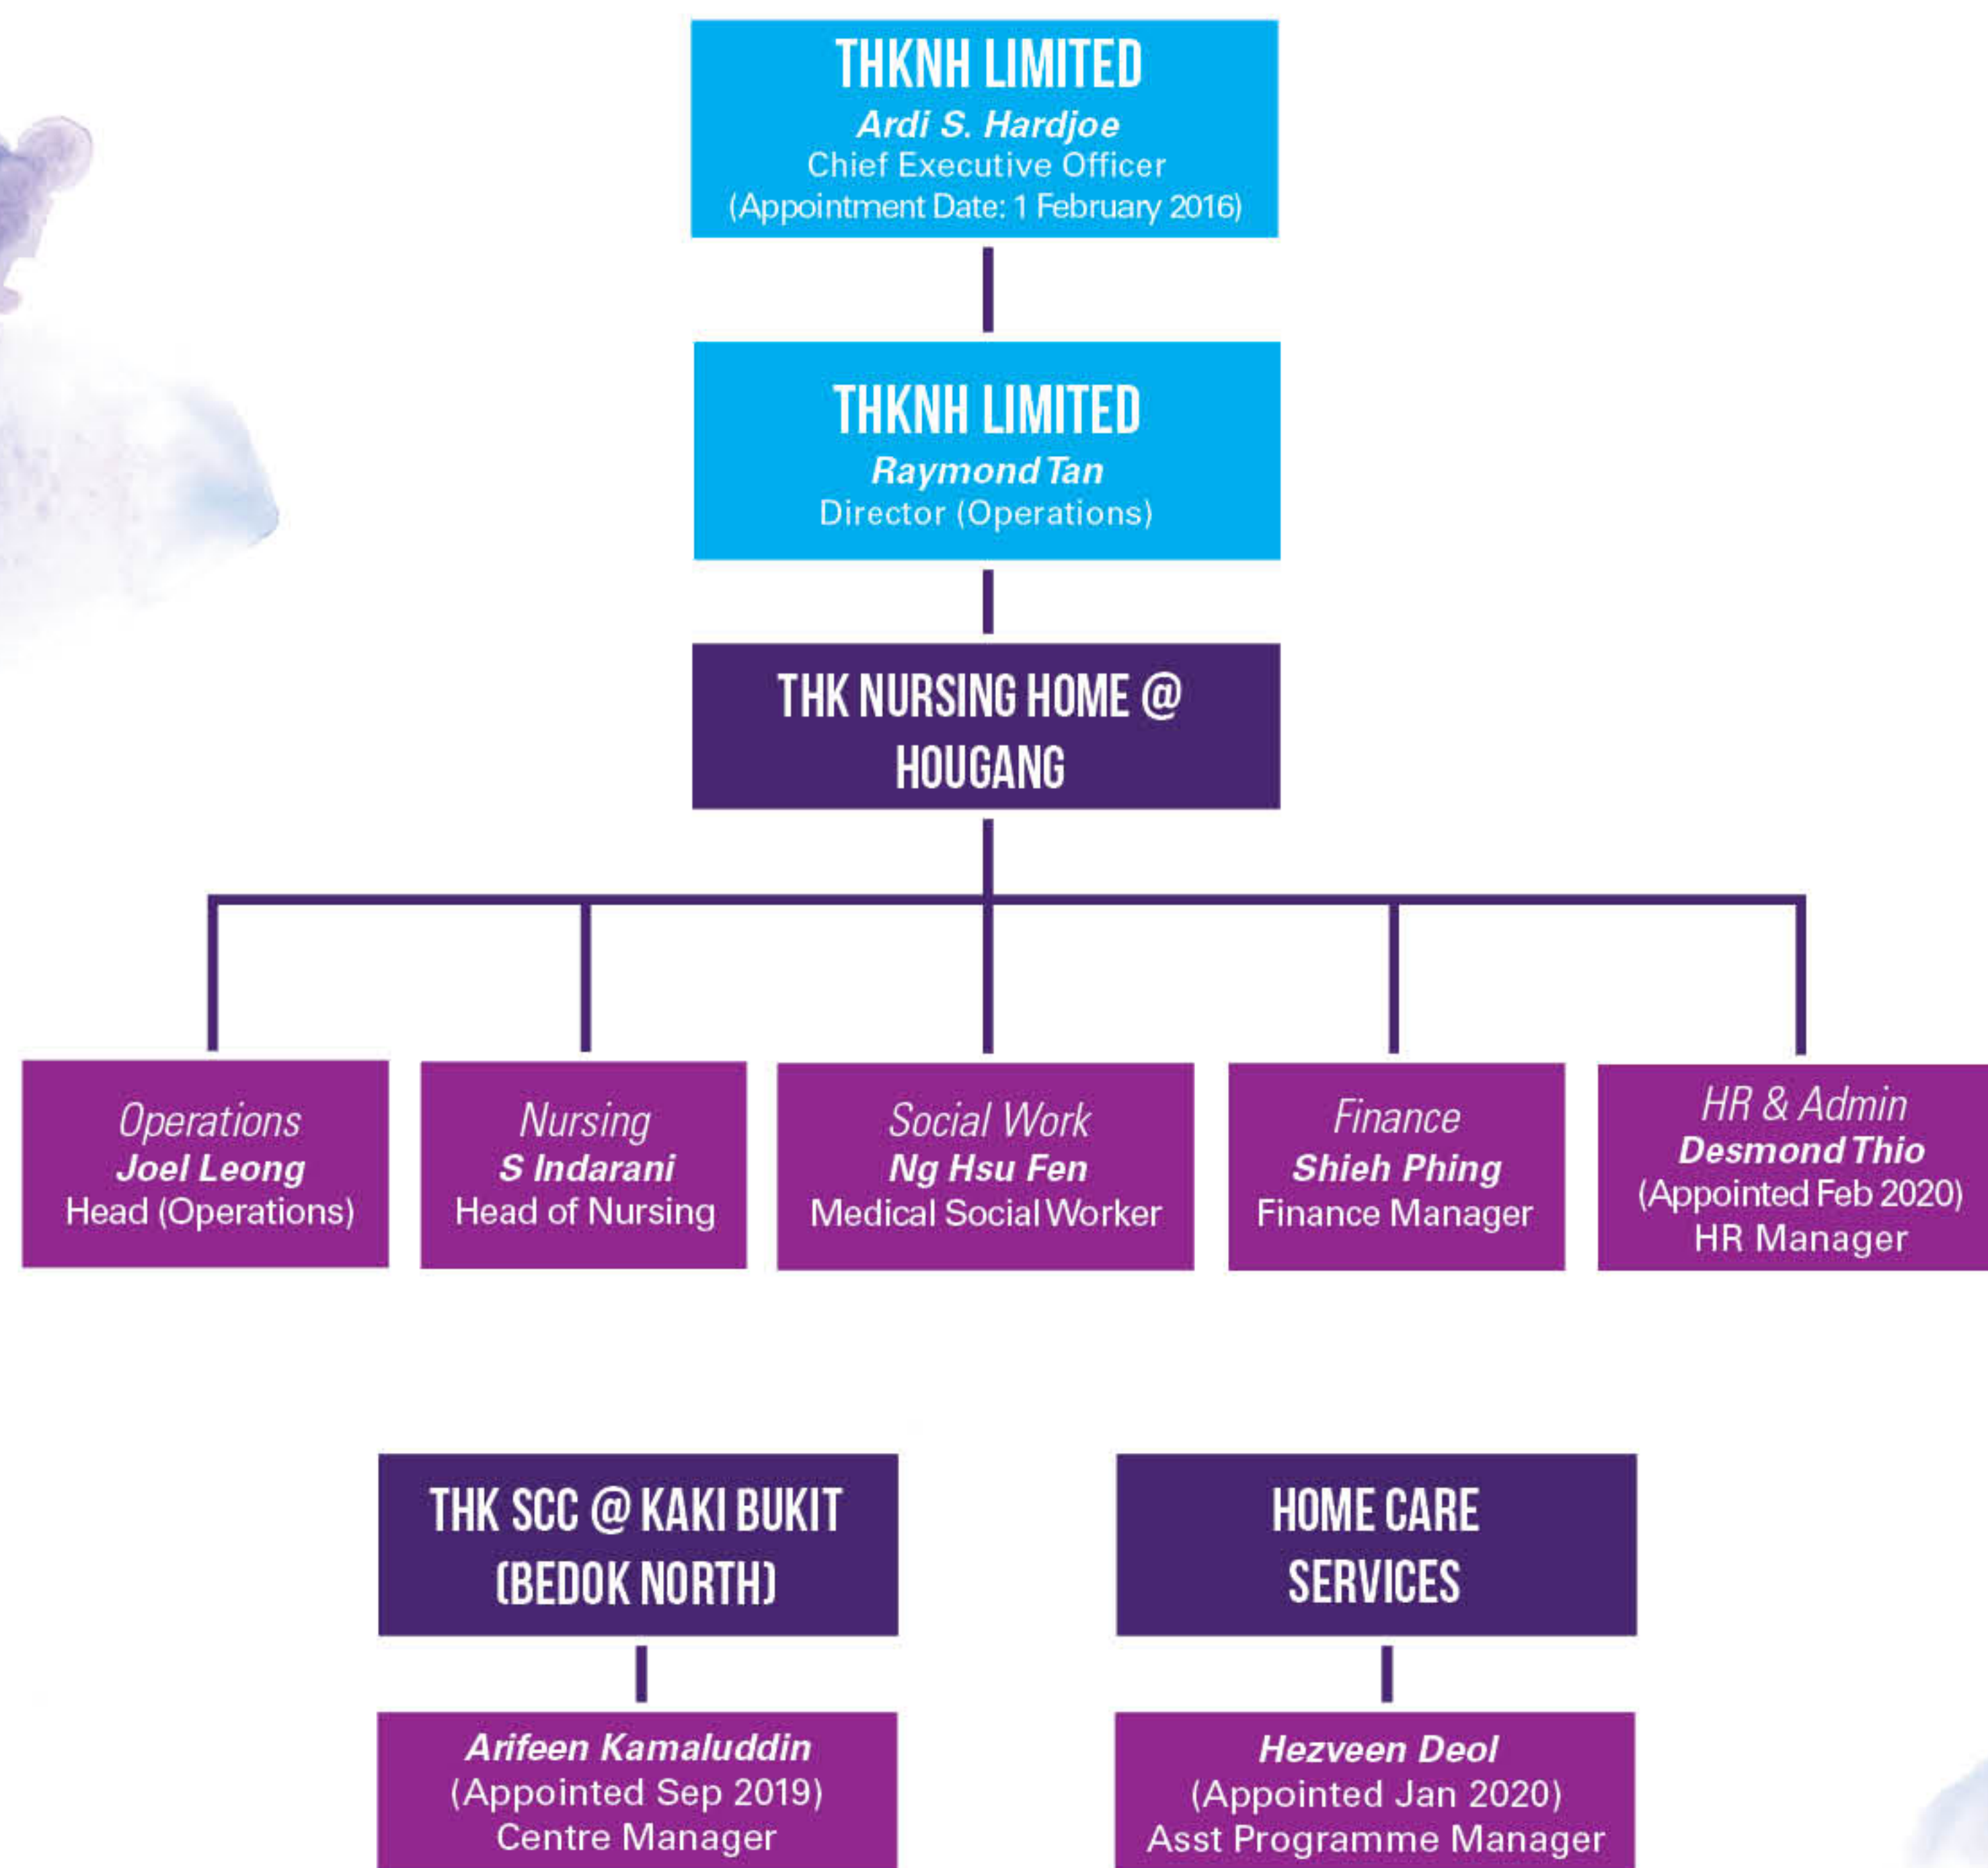 THKNH LIMITED
Ardi S. Hardjoe
Chief Executive Officer
(Appointment Date: 1 February 2016)
THKNH LIMITED
Raymond Tan
Director (Operations)
THK NURSING HOME @
HOUGANG
Operations
Joel Leong
Head (Operations)
Nursing
S Indarani
Head of Nursing
Social Work
Ng Hsu Fen
Medical Social Worker
Finance
Shieh Phing
Finance Manager
HR & Admin
Desmond Thio
(Appointed Feb 2020)
HR Manager
THK SCC @ KAKI BUKIT
(BEDOK NORTH)
Arifeen Kamaluddin
(Appointed Sep 2019)
Centre Manager
HOME CARE
SERVICES
Hezveen Deol
(Appointed Jan 2020)
Asst Programme Manager